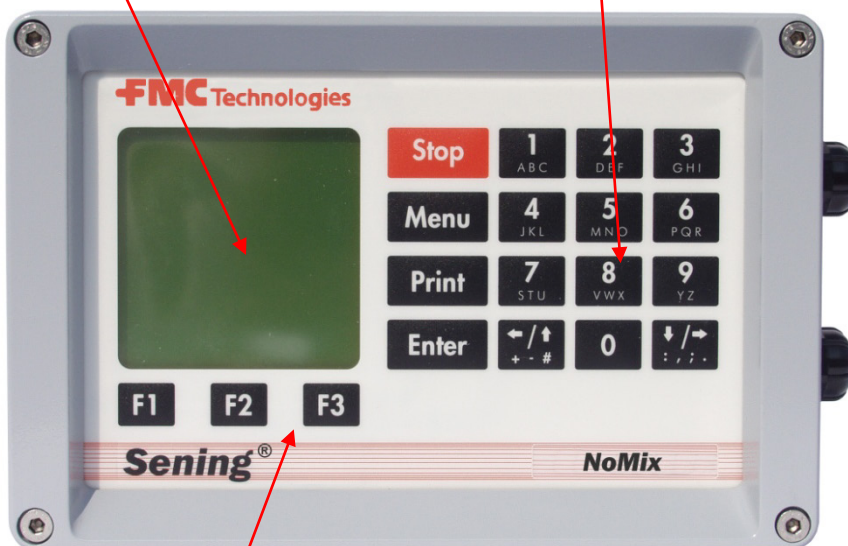 FMC Technologies
Stop 1 2 3
ABC DEF GHI
Menu 4 5 6
JKL MNO PQR
Print 7 8 9
STU VWX YZ
Enter ←/↑ 0 ↓/→
+ - # : , ; .
F1 F2 F3
Sening® NoMix